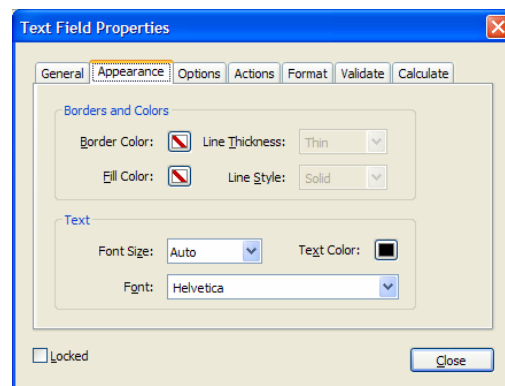 Text Field Properties
General Appearance Options Actions Format Validate Calculate
Borders and Colors
Border Color: Line Thickness: Thin
Fill Color: Line Style: Solid
Text
Font Size: Auto Text Color:
Font: Helvetica
Locked
Close